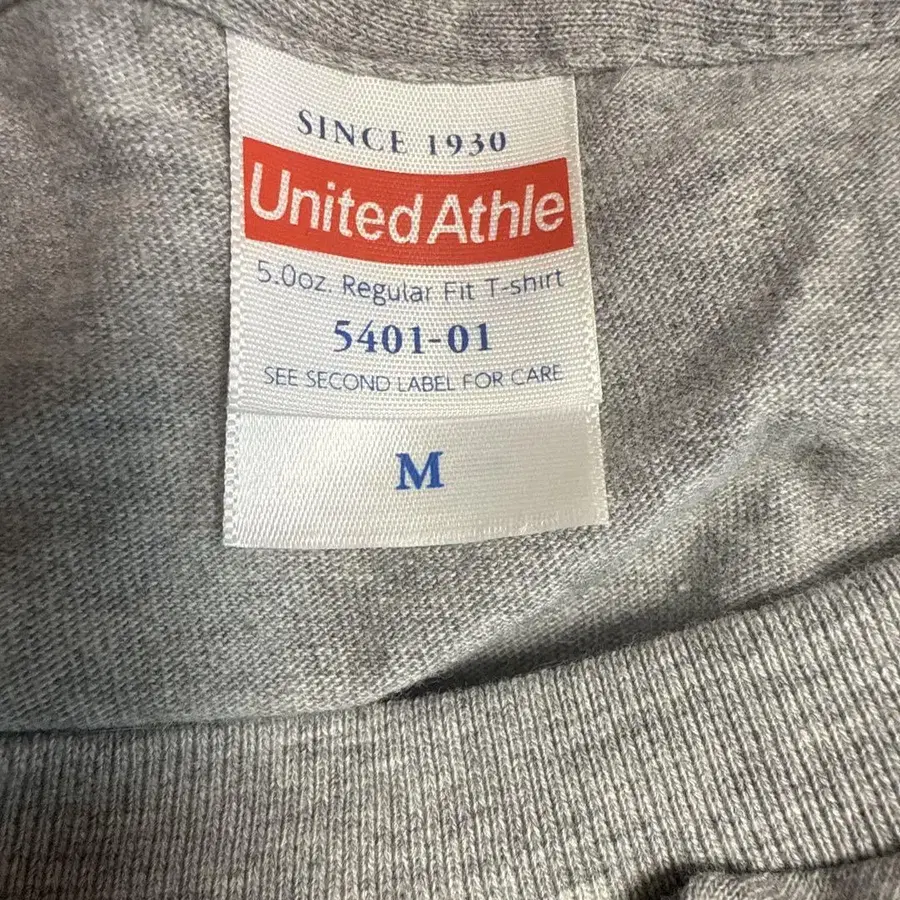 SINCE 1930
United Athle
5.0oz. Regular Fit T-shirt
5401-01
SEE SECOND LABEL FOR CARE
M